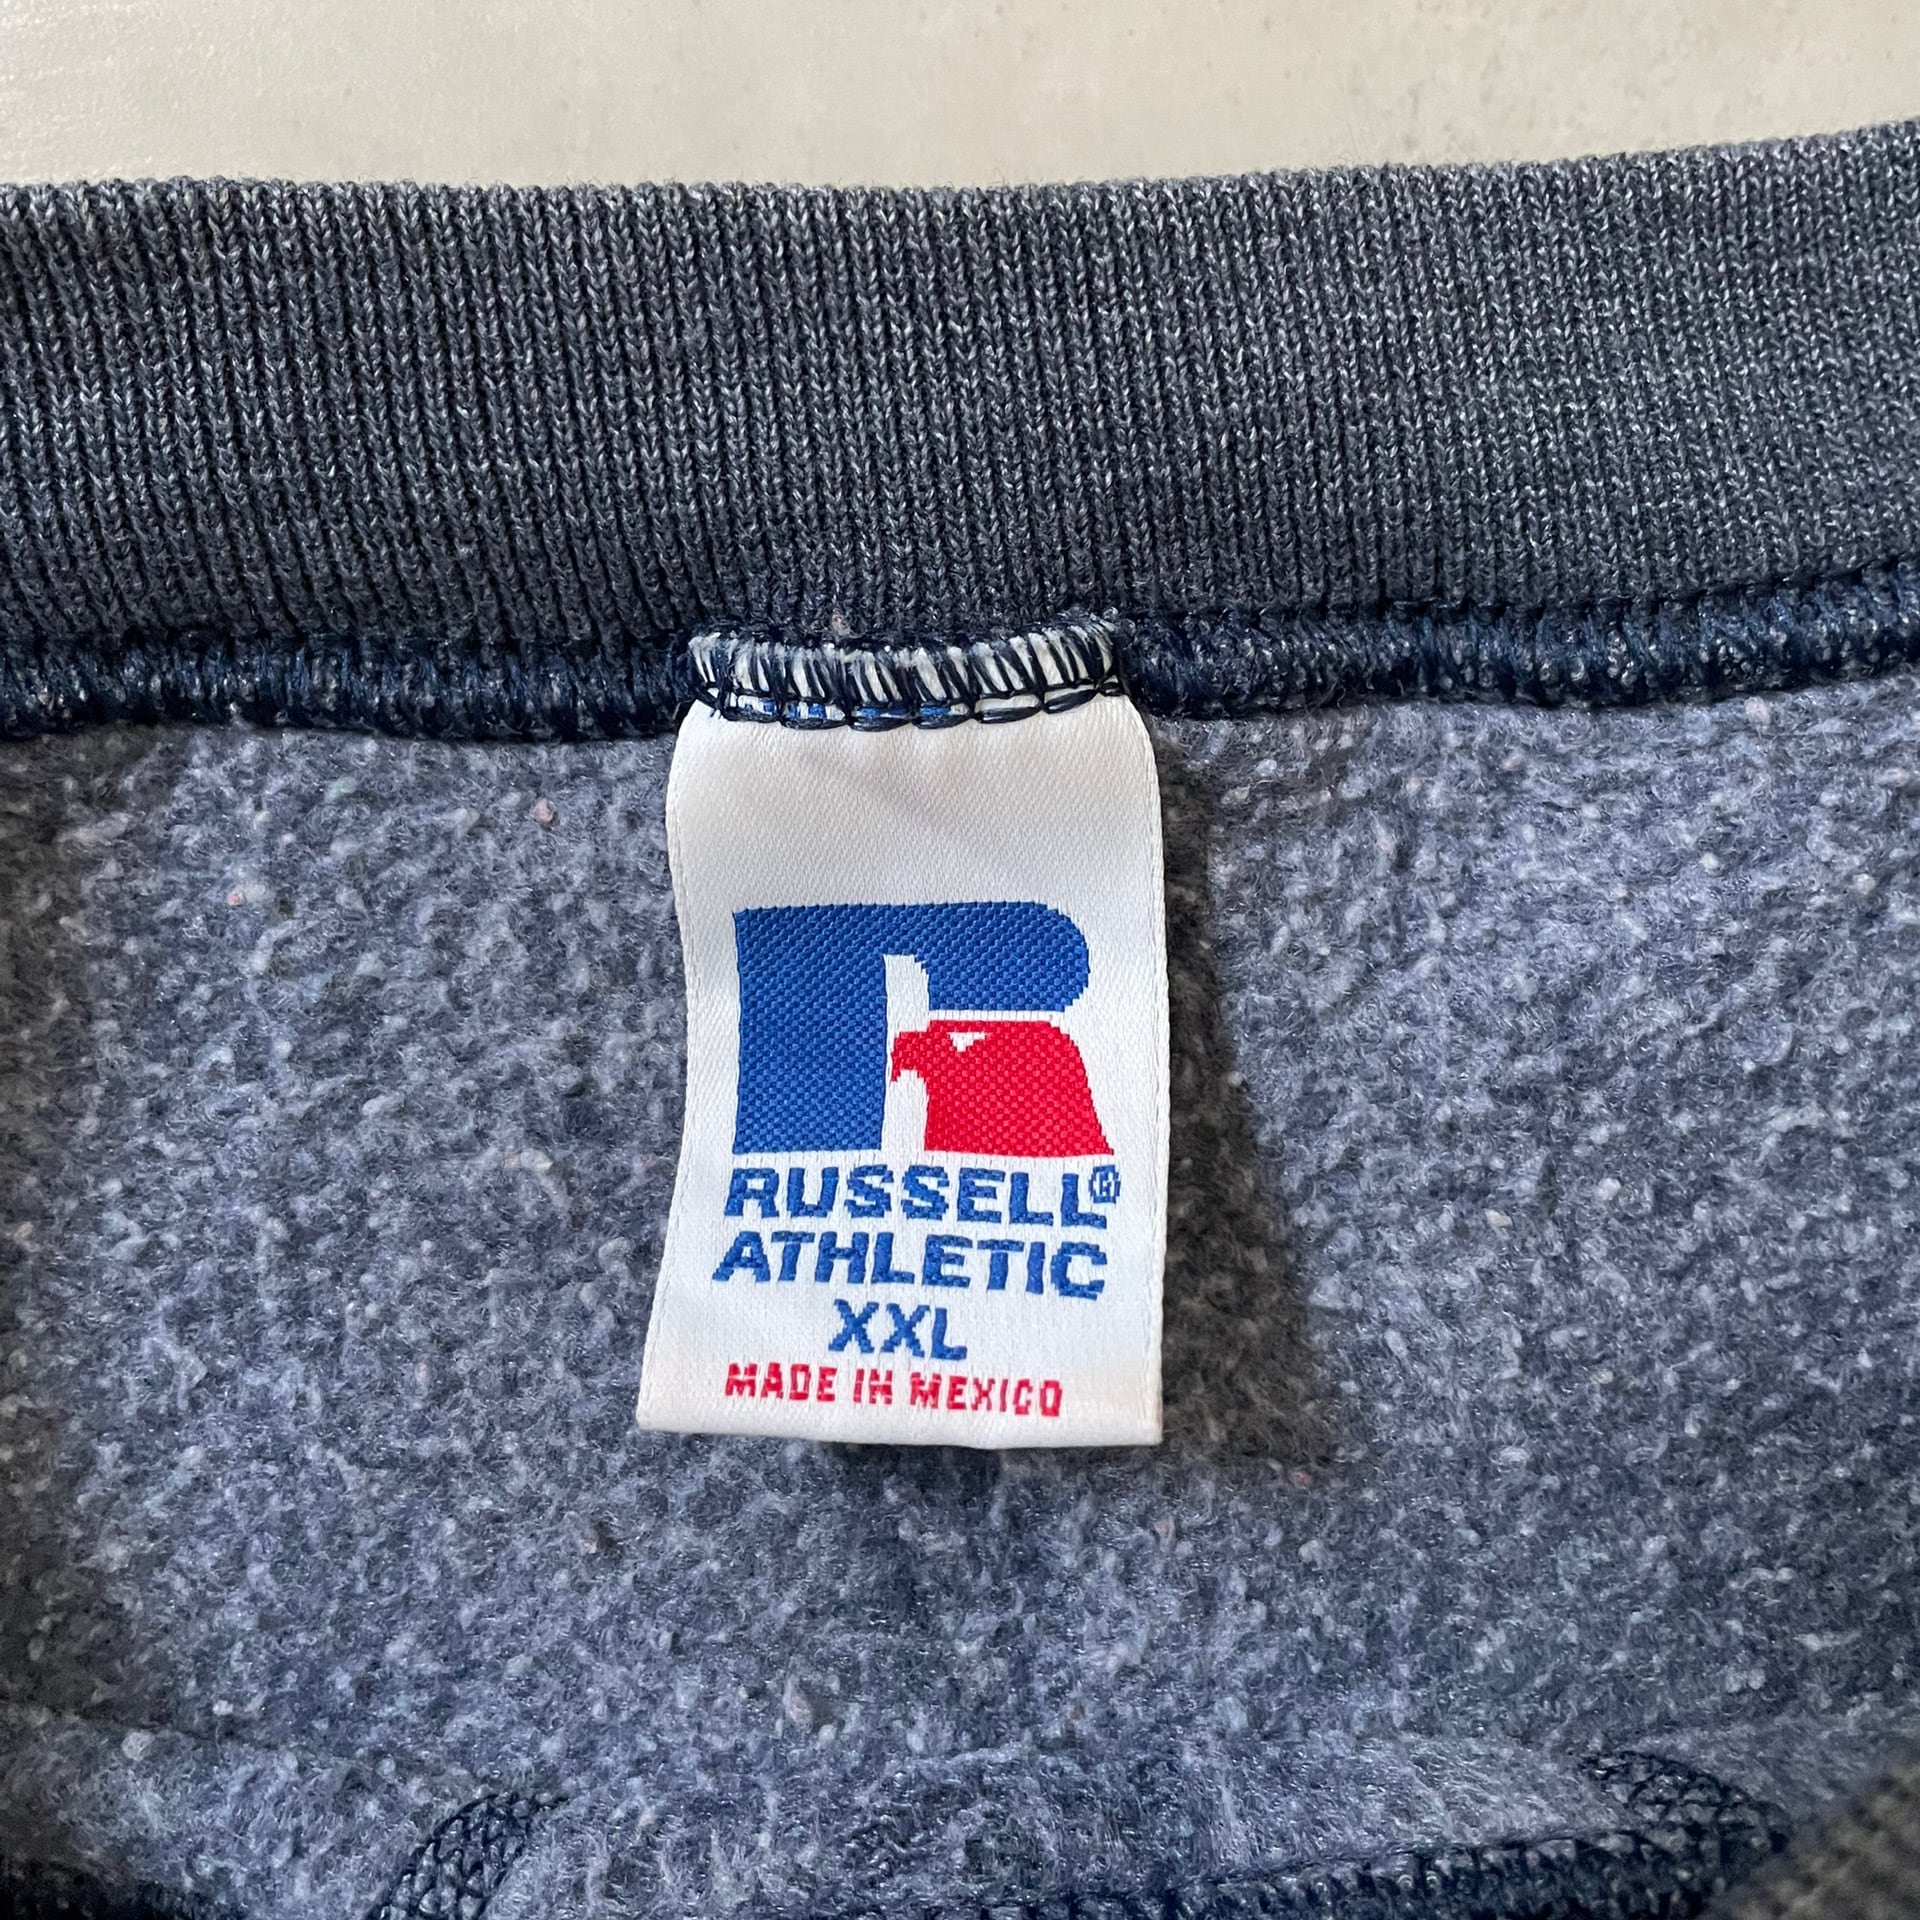 R
RUSSELL®
ATHLETIC
XXL
MADE IN MEXICO